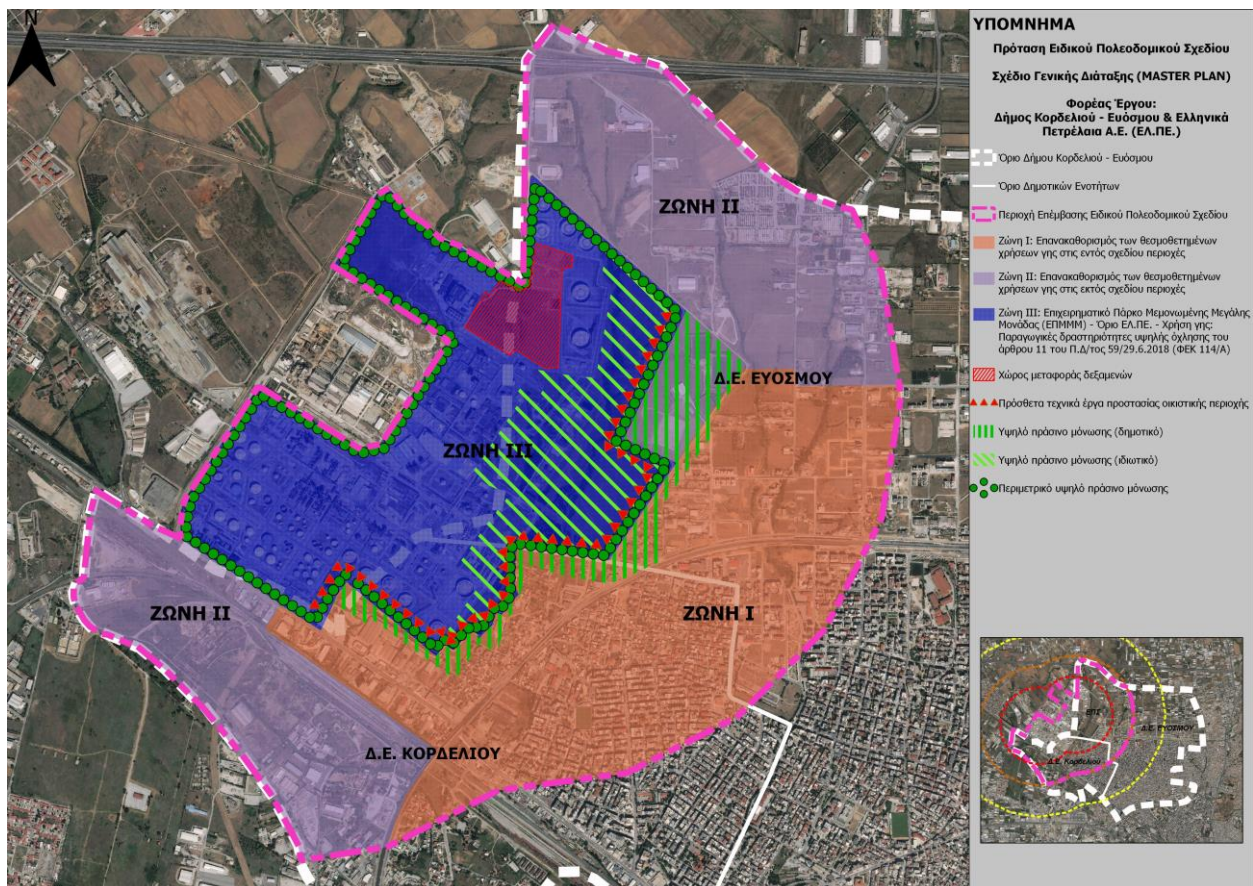 N
ΖΩΝΗ ΙΙ
Δ.Ε. ΕΥΟΣΜΟΥ
ΖΩΝΗ ΙΙΙ
ΖΩΝΗ ΙΙ
ΖΩΝΗ Ι
Δ.Ε. ΚΟΡΔΕΛΙΟΥ
ΥΠΟΜΝΗΜΑ
Πρόταση Ειδικού Πολεοδομικού Σχεδίου
Σχέδιο Γενικής Διάταξης (MASTER PLAN)
Φορέας Έργου:
Δήμος Κορδελιού - Ευόσμου & Ελληνικά
Πετρέλαια Α.Ε. (ΕΛ.ΠΕ.)
Όριο Δήμου Κορδελιού - Ευόσμου
Όριο Δημοτικών Ενοτήτων
Περιοχή Επέμβασης Ειδικού Πολεοδομικού Σχεδίου
Ζώνη Ι: Επανακαθορισμός των θεσμοθετημένων
χρήσεων γης στις εντός σχεδίου περιοχές
Ζώνη ΙΙ: Επανακαθορισμός των θεσμοθετημένων
χρήσεων γης στις εκτός σχεδίου περιοχές
Ζώνη ΙΙΙ: Επιχειρηματικό Πάρκο Μεμονωμένης Μεγάλης
Μονάδας (ΕΠΜΜΜ) - Όριο ΕΛ.ΠΕ. - Χρήση γης:
Παραγωγικές δραστηριότητες υψηλής όχλησης του
άρθρου 11 του Π.Δ/τος 59/29.6.2018 (ΦΕΚ 114/Α)
Χώρος μεταφοράς δεξαμενών
Πρόσθετα τεχνικά έργα προστασίας οικιστικής περιοχής
Υψηλό πράσινο μόνωσης (δημοτικό)
Υψηλό πράσινο μόνωσης (ιδιωτικό)
Περιμετρικό υψηλό πράσινο μόνωσης
ΕΠΣ
Δ.Ε. ΕΥΟΣΜΟΥ
Δ.Ε. Κορδελιού